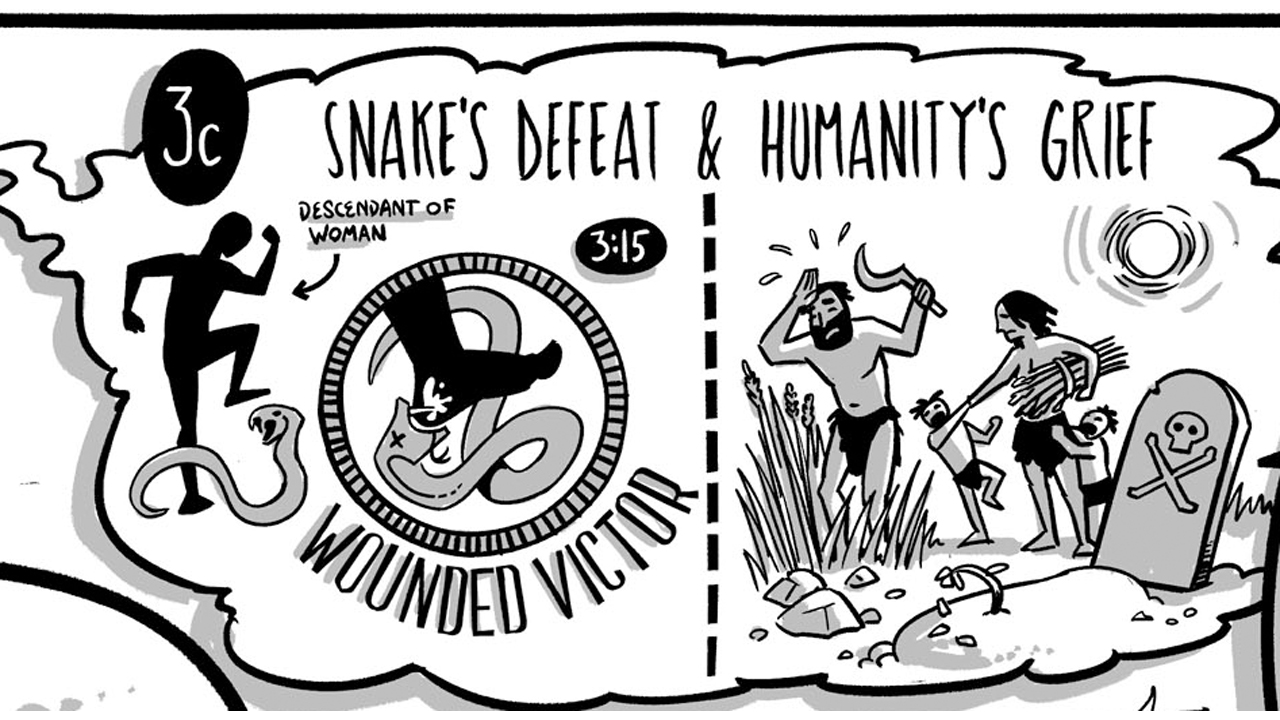 3c
SNAKE'S DEFEAT & HUMANITY'S GRIEF
DESCENDANT OF
WOMAN
3:15
WOUNDED VICTOR